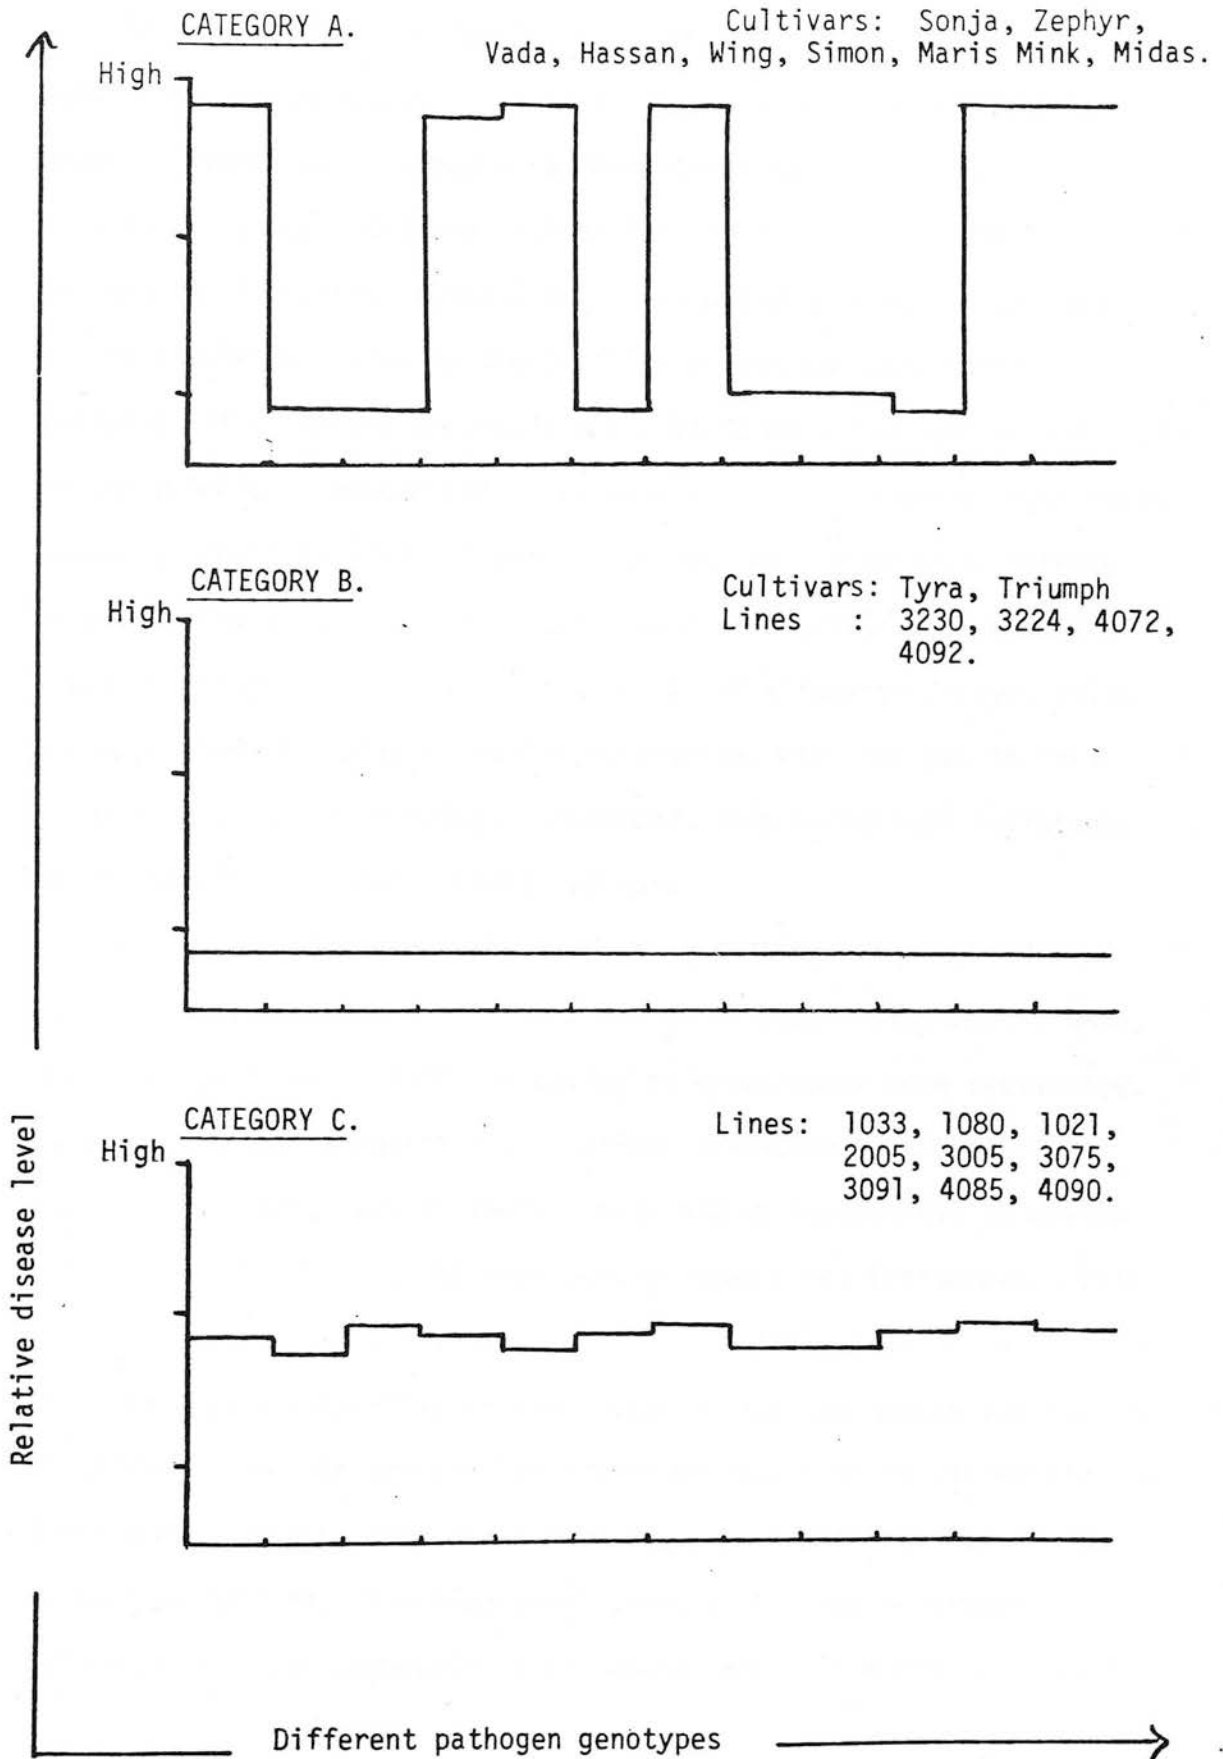 CATEGORY A.
Cultivars: Sonja, Zephyr,
Vada, Hassan, Wing, Simon, Maris Mink, Midas.
High
CATEGORY B.
Cultivars: Tyra, Triumph
Lines : 3230, 3224, 4072,
4092.
High
CATEGORY C.
Lines: 1033, 1080, 1021,
2005, 3005, 3075,
3091, 4085, 4090.
High
Relative disease level
Different pathogen genotypes